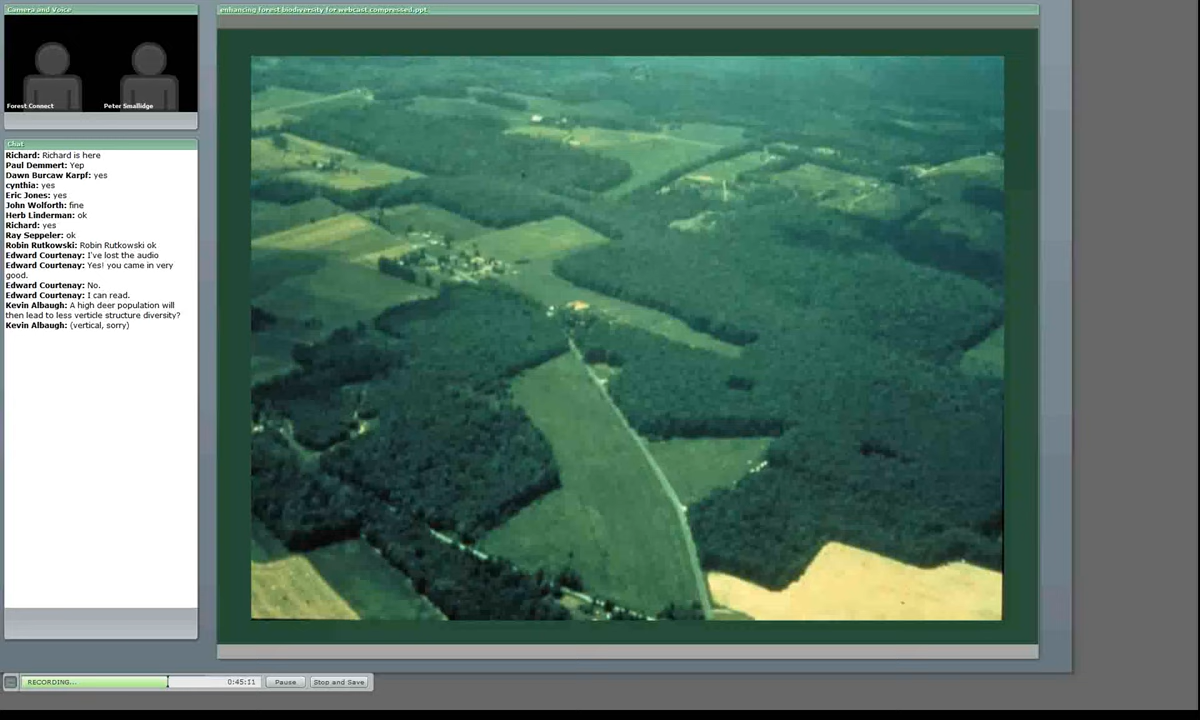 Camera and Voice
Forest Connect
Peter Smallidge
enhancing forest biodiversity for webcast compressed.ppt
Chat
Richard: Richard is here
Paul Demmert: Yep
Dawn Burcaw Karpf: yes
cynthia: yes
Eric Jones: yes
John Wolforth: fine
Herb Linderman: ok
Richard: yes
Ray Seppeler: ok
Robin Rutkowski: Robin Rutkowski ok
Edward Courtenay: I've lost the audio
Edward Courtenay: Yes! you came in very
good.
Edward Courtenay: No.
Edward Courtenay: I can read.
Kevin Albaugh: A high deer population will
then lead to less verticle structure diversity?
Kevin Albaugh: (vertical, sorry)
RECORDING...
0:45:11
Pause
Stop and Save